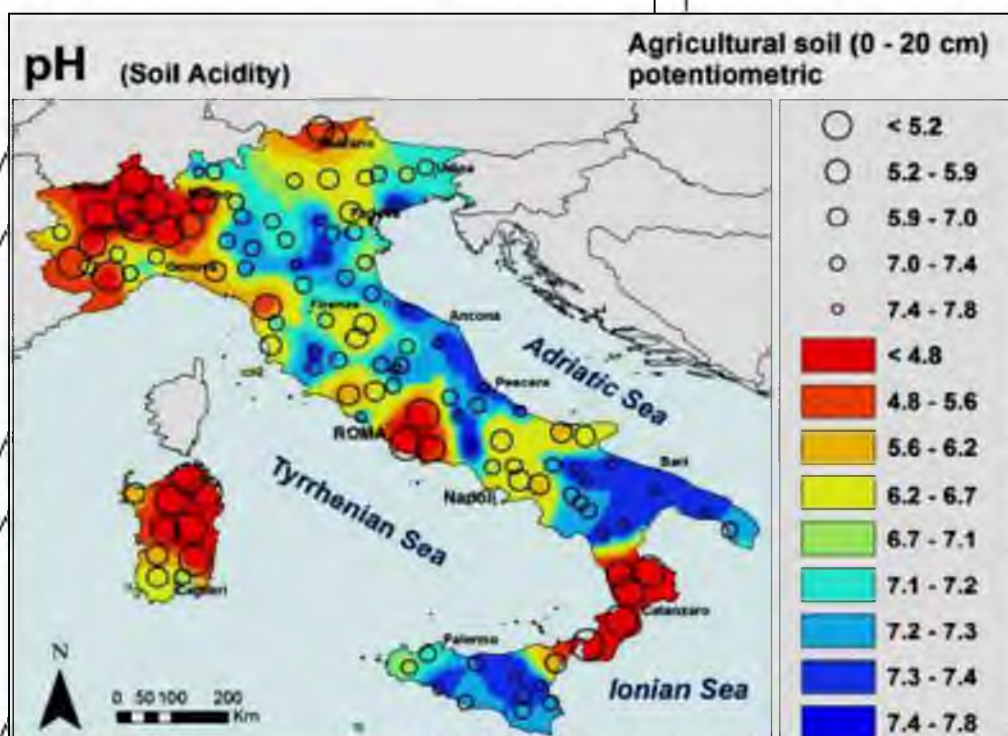 pH (Soil Acidity)
Agricultural soil (0 - 20 cm)
potentiometric
< 5.2
5.2 - 5.9
5.9 - 7.0
7.0 - 7.4
7.4 - 7.8
< 4.8
4.8 - 5.6
5.6 - 6.2
6.2 - 6.7
6.7 - 7.1
7.1 - 7.2
7.2 - 7.3
7.3 - 7.4
7.4 - 7.8
Genova
Firenze
Ancona
Adriatic Sea
Pescara
ROMA
Bari
Napoli
Tyrrhenian Sea
Cagliari
Catanzaro
Palermo
Ionian Sea
N
0 50 100 200
Km